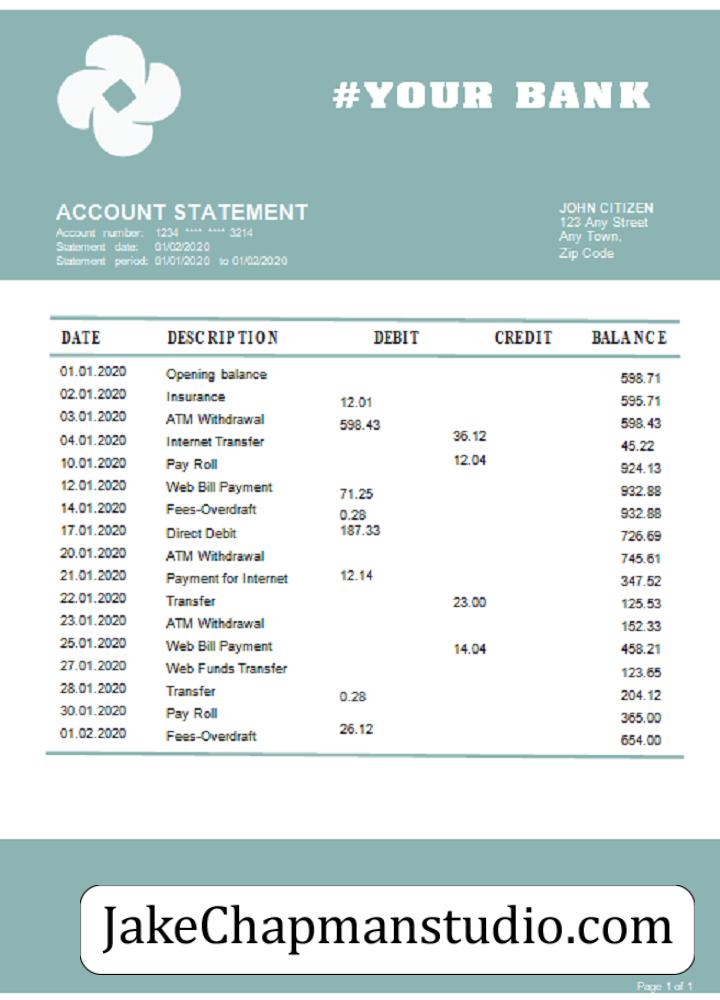 #YOUR BANK
ACCOUNT STATEMENT
Account number: 1234 **** **** 3214
Statement date: 01/02/2020
Statement period: 01/01/2020 to 01/02/2020
JOHN CITIZEN
123 Any Street
Any Town,
Zip Code
DATE DESCRIPTION DEBIT CREDIT BALANCE
01.01.2020 Opening balance 598.71
02.01.2020 Insurance 12.01 595.71
03.01.2020 ATM Withdrawal 598.43 598.43
04.01.2020 Internet Transfer 36.12 45.22
10.01.2020 Pay Roll 12.04 924.13
12.01.2020 Web Bill Payment 71.25 932.88
14.01.2020 Fees-Overdraft 0.28 932.88
17.01.2020 Direct Debit 187.33 726.69
20.01.2020 ATM Withdrawal 745.61
21.01.2020 Payment for Internet 12.14 347.52
22.01.2020 Transfer 23.00 125.53
23.01.2020 ATM Withdrawal 152.33
25.01.2020 Web Bill Payment 14.04 458.21
27.01.2020 Web Funds Transfer 123.65
28.01.2020 Transfer 0.28 204.12
30.01.2020 Pay Roll 365.00
01.02.2020 Fees-Overdraft 26.12 654.00
JakeChapmanstudio.com
Page 1 of 1